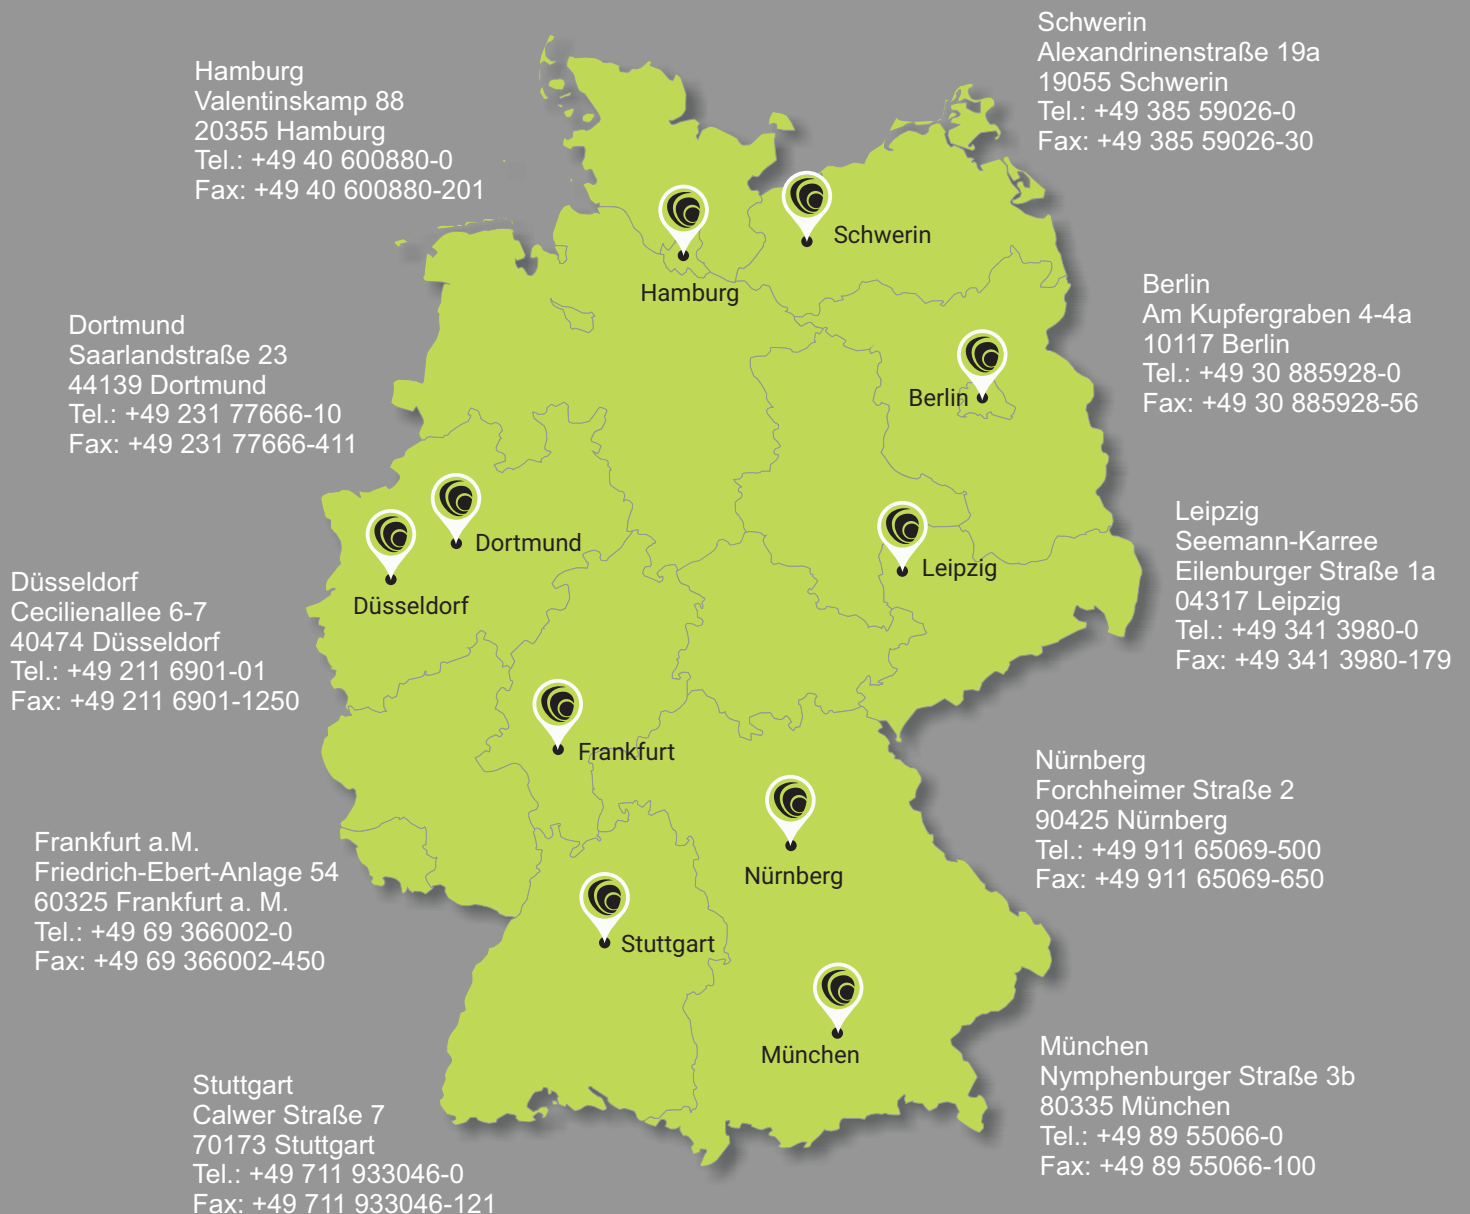 Schwerin
Alexandrinenstraße 19a
19055 Schwerin
Tel.: +49 385 59026-0
Fax: +49 385 59026-30
Hamburg
Valentinskamp 88
20355 Hamburg
Tel.: +49 40 600880-0
Fax: +49 40 600880-201
Schwerin
Hamburg
Berlin
Am Kupfergraben 4-4a
10117 Berlin
Tel.: +49 30 885928-0
Fax: +49 30 885928-56
Dortmund
Saarlandstraße 23
44139 Dortmund
Tel.: +49 231 77666-10
Fax: +49 231 77666-411
Berlin
Leipzig
Seemann-Karree
Eilenburger Straße 1a
04317 Leipzig
Tel.: +49 341 3980-0
Fax: +49 341 3980-179
Dortmund
Leipzig
Düsseldorf
Düsseldorf
Cecilienallee 6-7
40474 Düsseldorf
Tel.: +49 211 6901-01
Fax: +49 211 6901-1250
Frankfurt
Nürnberg
Forchheimer Straße 2
90425 Nürnberg
Tel.: +49 911 65069-500
Fax: +49 911 65069-650
Frankfurt a.M.
Friedrich-Ebert-Anlage 54
60325 Frankfurt a. M.
Tel.: +49 69 366002-0
Fax: +49 69 366002-450
Nürnberg
Stuttgart
München
München
Nymphenburger Straße 3b
80335 München
Tel.: +49 89 55066-0
Fax: +49 89 55066-100
Stuttgart
Calwer Straße 7
70173 Stuttgart
Tel.: +49 711 933046-0
Fax: +49 711 933046-121